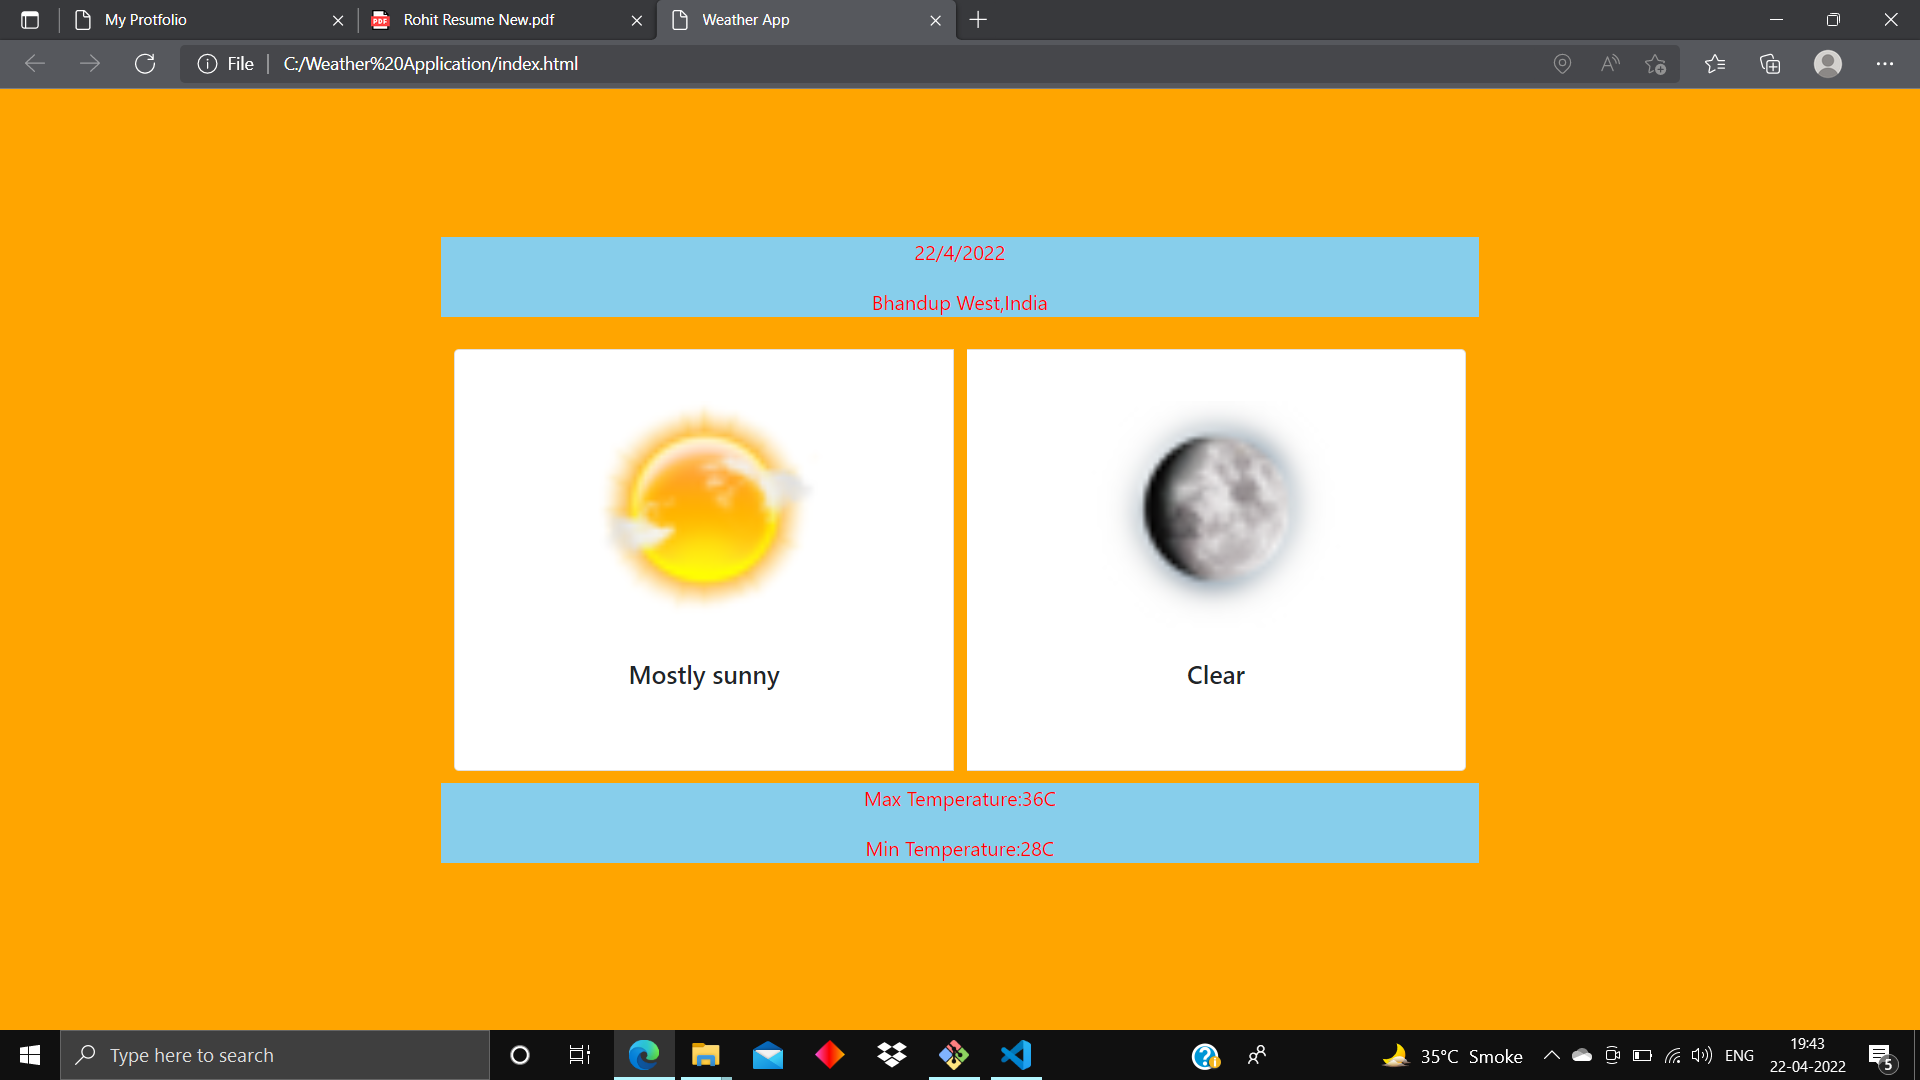 My Protfolio
Rohit Resume New.pdf
Weather App
File
C:/Weather%20Application/index.html
22/4/2022
Bhandup West,India
Mostly sunny
Clear
Max Temperature:36C
Min Temperature:28C
Type here to search
35°C Smoke
ENG
19:43
22-04-2022
5